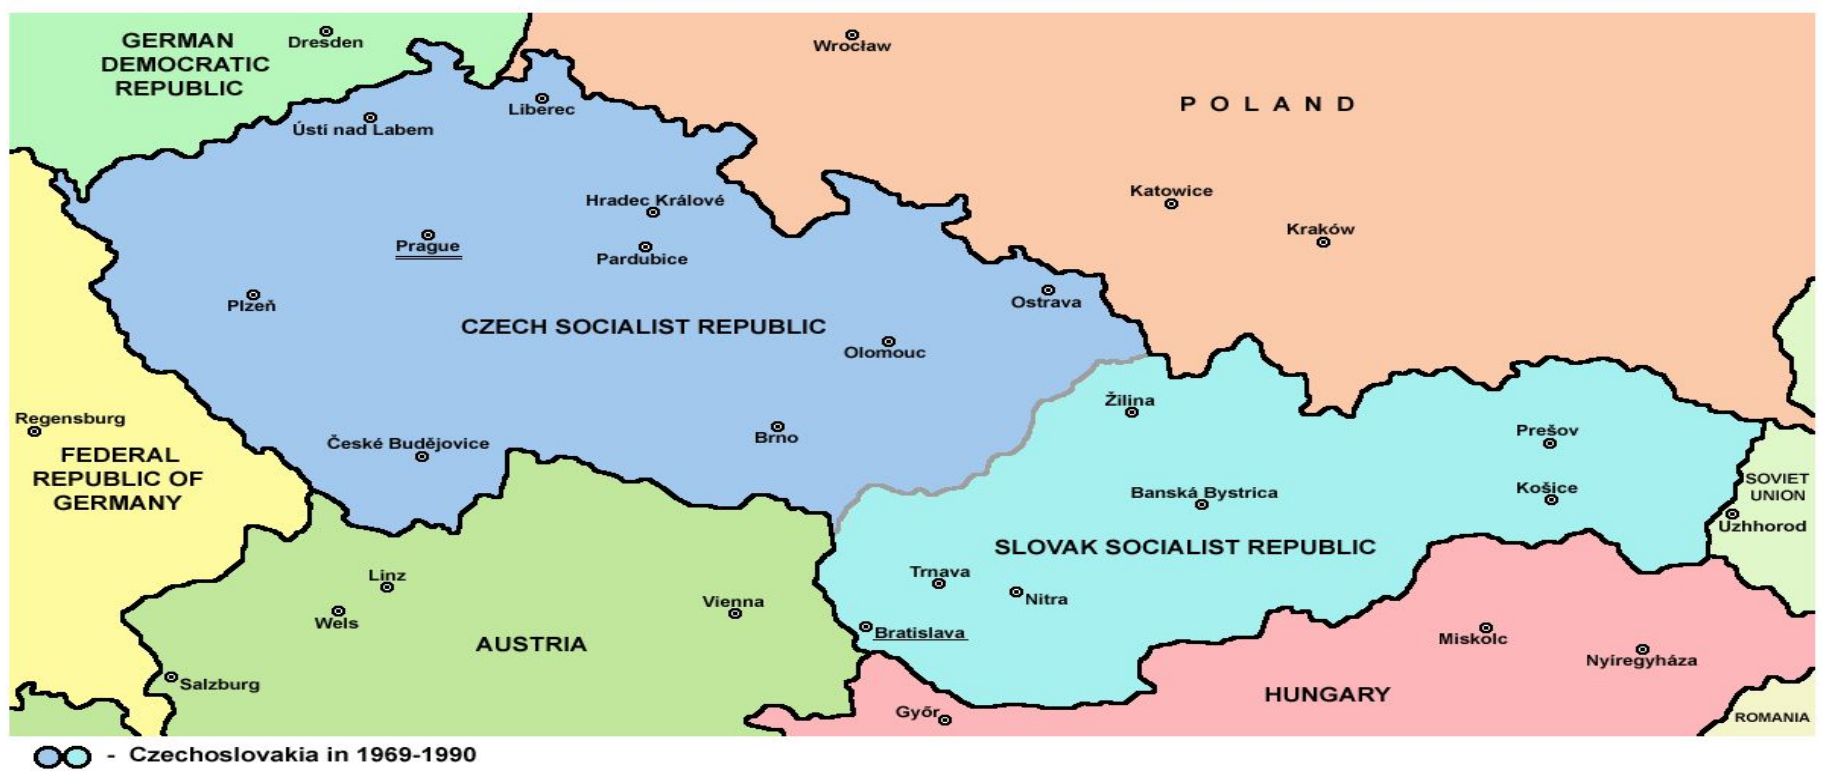 GERMAN
DEMOCRATIC
REPUBLIC
Dresden
Wrocław
Liberec
Ústí nad Labem
P O L A N D
Katowice
Kraków
Hradec Králové
Prague
Pardubice
Plzeň
Ostrava
CZECH SOCIALIST REPUBLIC
Olomouc
Žilina
Regensburg
České Budějovice
Brno
Prešov
FEDERAL
REPUBLIC OF
GERMANY
Banská Bystrica
Košice
SOVIET
UNION
Uzhhorod
SLOVAK SOCIALIST REPUBLIC
Linz
Trnava
Nitra
Vienna
Wels
Bratislava
AUSTRIA
Miskolc
Nyíregyháza
Salzburg
HUNGARY
Győr
ROMANIA
- Czechoslovakia in 1969-1990